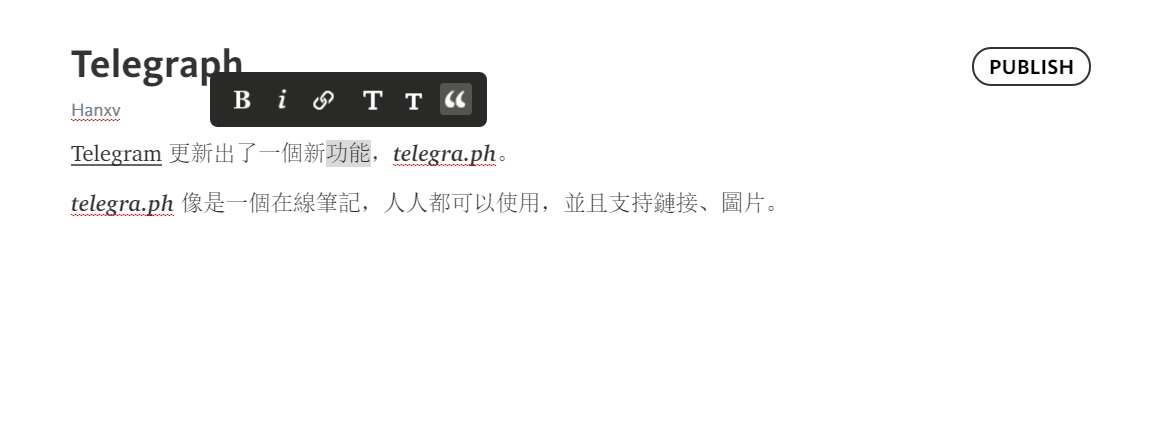 Telegraph
PUBLISH
B i T T “
Hanxv
Telegram 更新出了一個新功能，telegra.ph。
telegra.ph 像是一個在線筆記，人人都可以使用，並且支持鏈接、圖片。